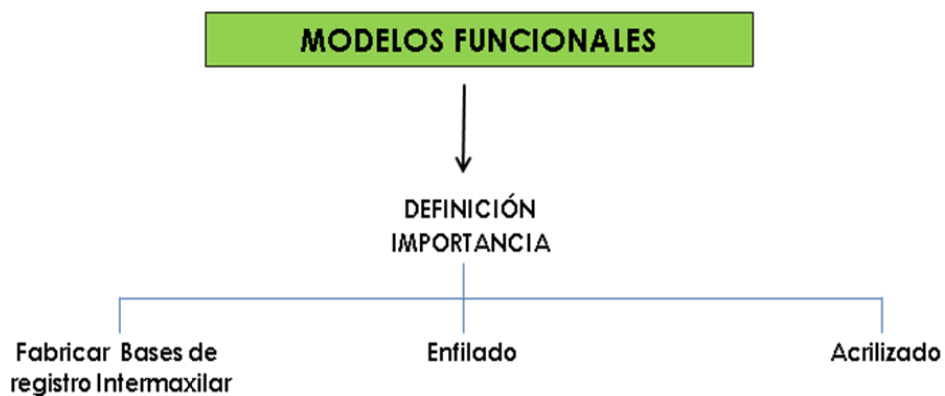 MODELOS FUNCIONALES
DEFINICIÓN
IMPORTANCIA
Fabricar Bases de
registro Intermaxilar
Enfilado
Acrilizado